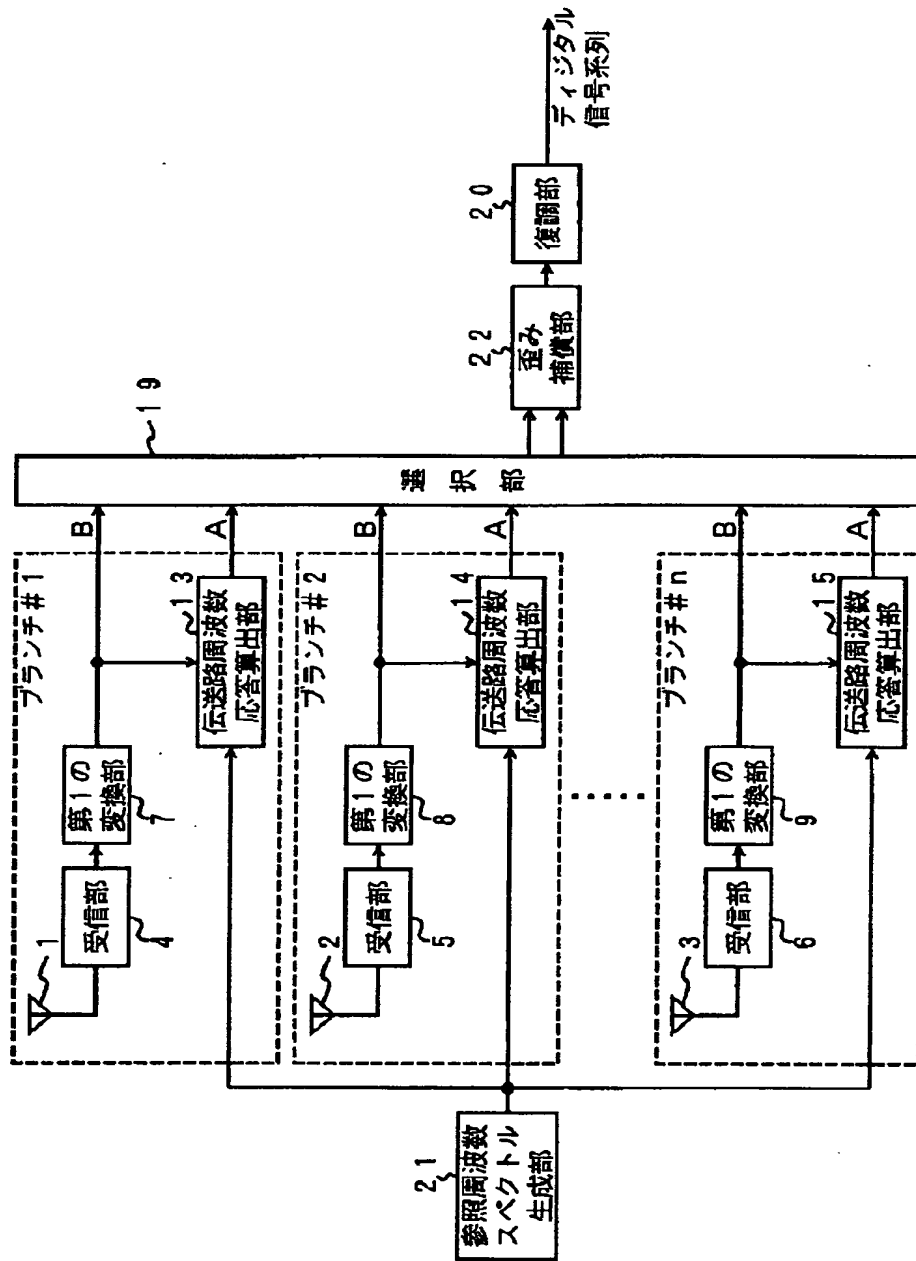 ブランチ#1
1
受信部
4
第1の
変換部
7
B
伝送路周波数
応答算出部
13
A
ブランチ#2
2
受信部
5
第1の
変換部
8
B
伝送路周波数
応答算出部
14
A
・・・・・
ブランチ#n
3
受信部
6
第1の
変換部
9
B
伝送路周波数
応答算出部
15
A
21
参照周波数
スペクトル
生成部
選択部
19
22
歪み
補償部
20
復調部
ディジタル
信号系列